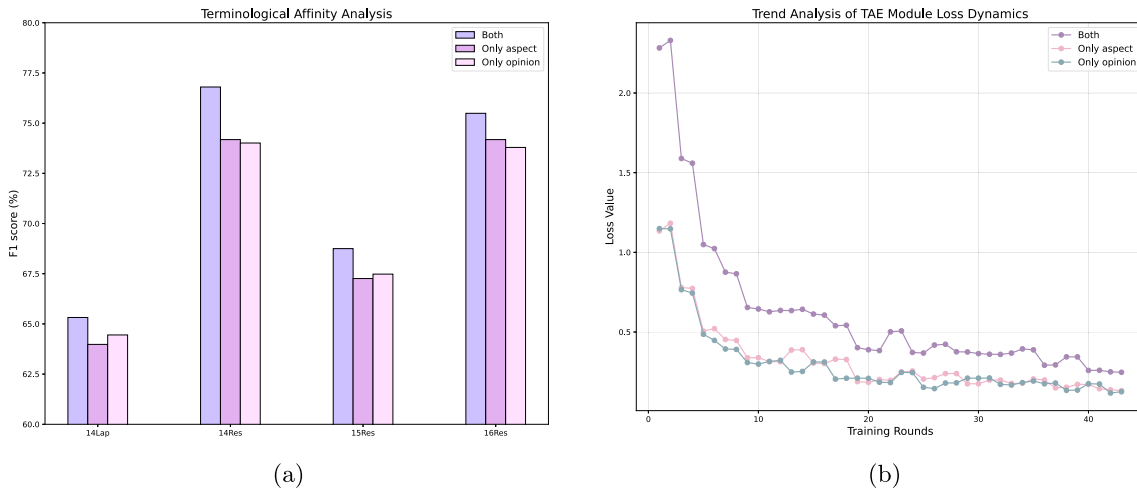 Terminological Affinity Analysis
80.0
77.5
75.0
72.5
70.0
67.5
65.0
62.5
60.0
F1 score (%)
Both
Only aspect
Only opinion
14Lap
14Res
15Res
16Res
(a)
Trend Analysis of TAE Module Loss Dynamics
2.0
1.5
1.0
0.5
Loss Value
Both
Only aspect
Only opinion
0
10
20
30
40
Training Rounds
(b)